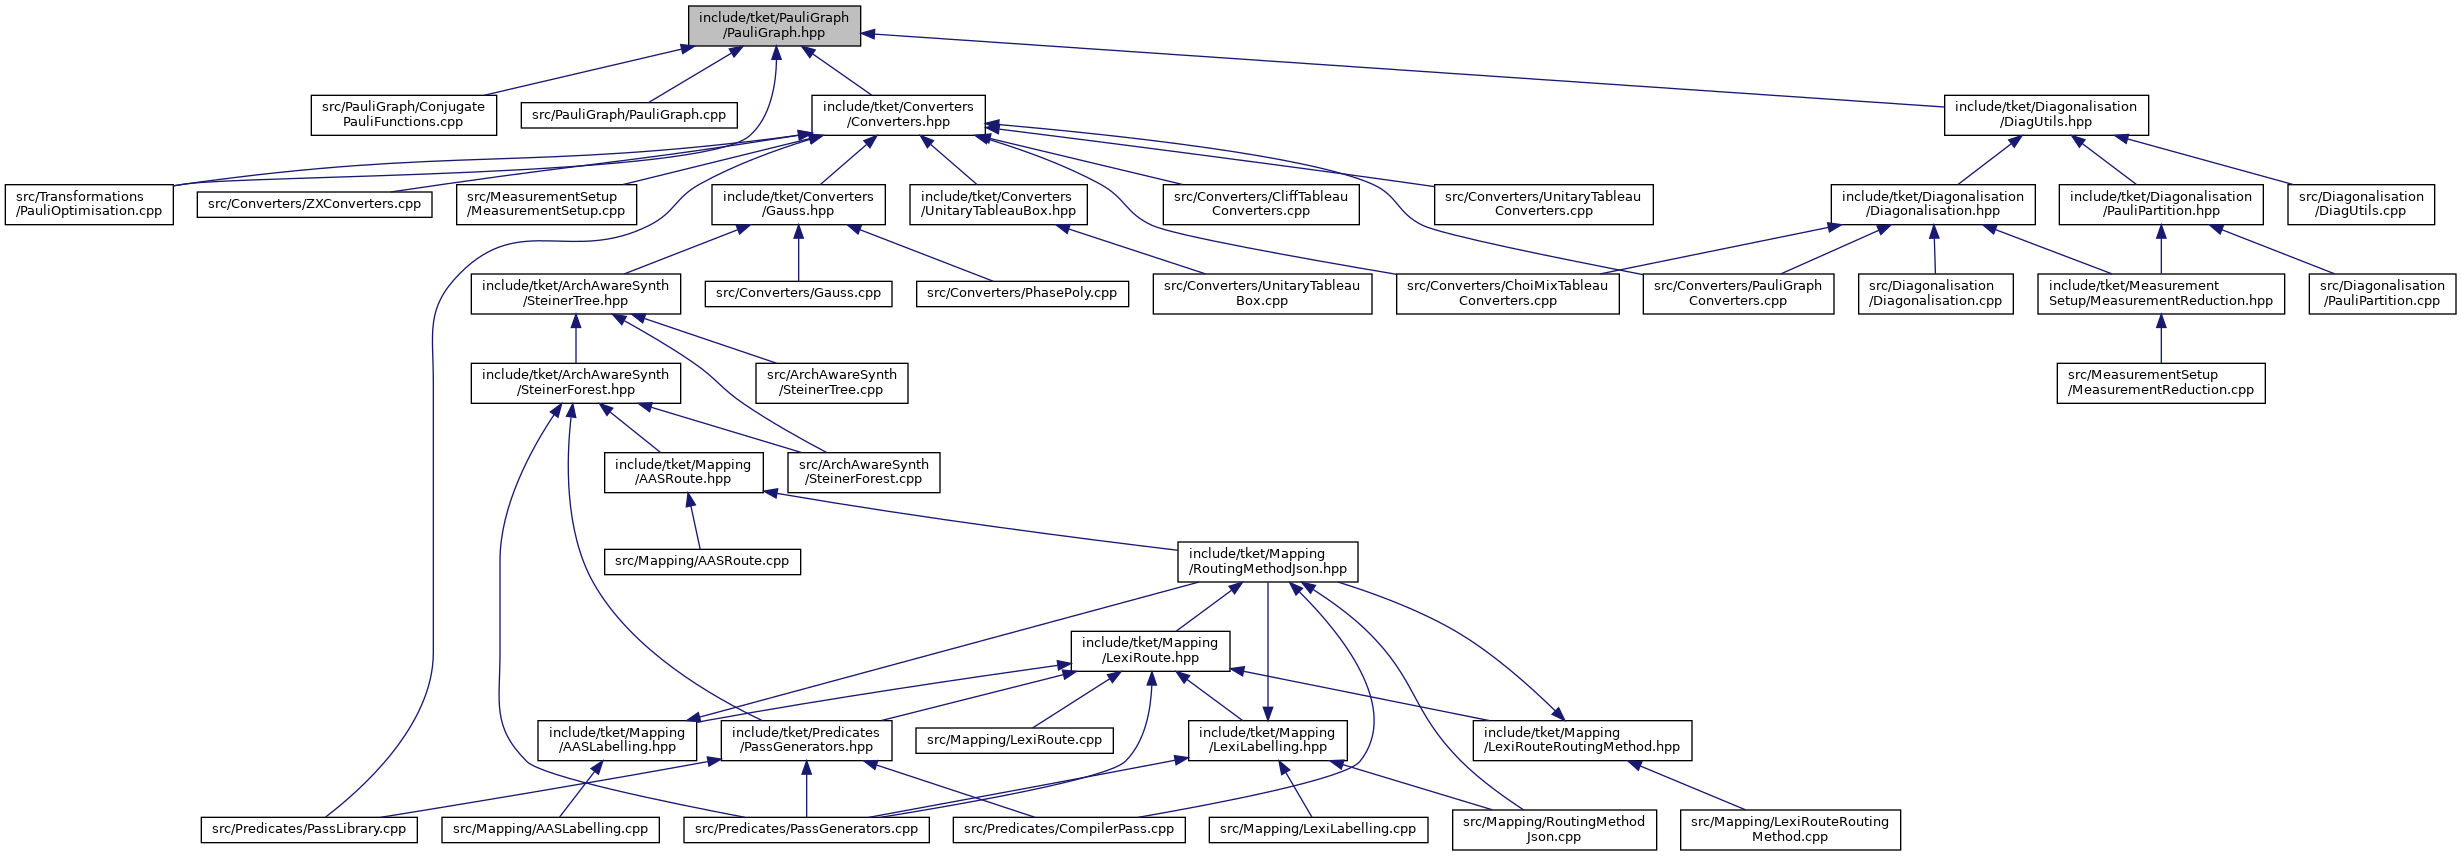 include/tket/PauliGraph
/PauliGraph.hpp
src/PauliGraph/Conjugate
PauliFunctions.cpp
src/PauliGraph/PauliGraph.cpp
include/tket/Converters
/Converters.hpp
include/tket/Diagonalisation
/DiagUtils.hpp
src/Transformations
/PauliOptimisation.cpp
src/Converters/ZXConverters.cpp
src/MeasurementSetup
/MeasurementSetup.cpp
include/tket/Converters
/Gauss.hpp
include/tket/Converters
/UnitaryTableauBox.hpp
src/Converters/CliffTableau
Converters.cpp
src/Converters/UnitaryTableau
Converters.cpp
include/tket/Diagonalisation
/Diagonalisation.hpp
include/tket/Diagonalisation
/PauliPartition.hpp
src/Diagonalisation
/DiagUtils.cpp
include/tket/ArchAwareSynth
/SteinerTree.hpp
src/Converters/Gauss.cpp
src/Converters/PhasePoly.cpp
src/Converters/UnitaryTableau
Box.cpp
src/Converters/ChoiMixTableau
Converters.cpp
src/Converters/PauliGraph
Converters.cpp
src/Diagonalisation
/Diagonalisation.cpp
include/tket/Measurement
Setup/MeasurementReduction.hpp
src/Diagonalisation
/PauliPartition.cpp
include/tket/ArchAwareSynth
/SteinerForest.hpp
src/ArchAwareSynth
/SteinerTree.cpp
src/MeasurementSetup
/MeasurementReduction.cpp
include/tket/Mapping
/AASRoute.hpp
src/ArchAwareSynth
/SteinerForest.cpp
src/Mapping/AASRoute.cpp
include/tket/Mapping
/RoutingMethodJson.hpp
include/tket/Mapping
/LexiRoute.hpp
include/tket/Mapping
/AASLabelling.hpp
include/tket/Predicates
/PassGenerators.hpp
src/Mapping/LexiRoute.cpp
include/tket/Mapping
/LexiLabelling.hpp
include/tket/Mapping
/LexiRouteRoutingMethod.hpp
src/Predicates/PassLibrary.cpp
src/Mapping/AASLabelling.cpp
src/Predicates/PassGenerators.cpp
src/Predicates/CompilerPass.cpp
src/Mapping/LexiLabelling.cpp
src/Mapping/RoutingMethod
Json.cpp
src/Mapping/LexiRouteRouting
Method.cpp